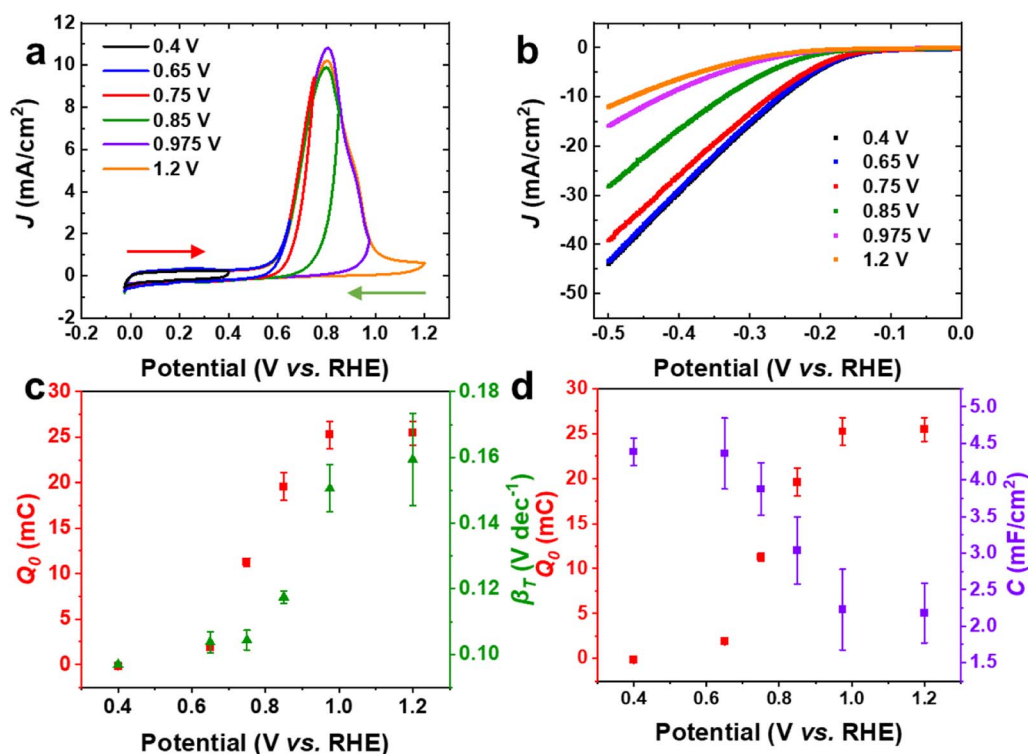 a
J (mA/cm²)
12
10
8
6
4
2
0
-2
0.4 V
0.65 V
0.75 V
0.85 V
0.975 V
1.2 V
-0.2 0.0 0.2 0.4 0.6 0.8 1.0 1.2 1.4
Potential (V vs. RHE)
b
J (mA/cm²)
0
-10
-20
-30
-40
-50
0.4 V
0.65 V
0.75 V
0.85 V
0.975 V
1.2 V
-0.5 -0.4 -0.3 -0.2 -0.1 0.0
Potential (V vs. RHE)
c
Q₀ (mC)
30
25
20
15
10
5
0
0.18
0.16
0.14
0.12
0.10
β_T (V dec⁻¹)
0.4 0.6 0.8 1.0 1.2
Potential (V vs. RHE)
d
Q₀ (mC)
30
25
20
15
10
5
0
5.0
4.5
4.0
3.5
3.0
2.5
2.0
1.5
C (mF/cm²)
0.4 0.6 0.8 1.0 1.2
Potential (V vs. RHE)